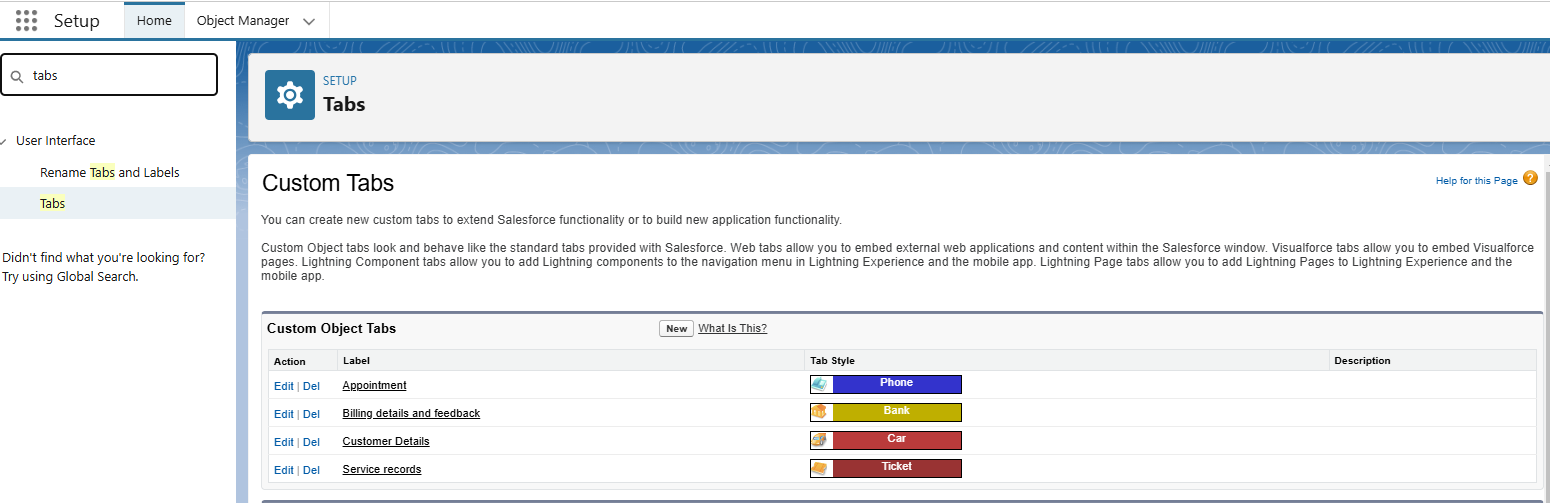 Setup Home Object Manager
tabs
User Interface
Rename Tabs and Labels
Tabs
Didn't find what you're looking for?
Try using Global Search.
SETUP
Tabs
Custom Tabs
Help for this Page ?
You can create new custom tabs to extend Salesforce functionality or to build new application functionality.
Custom Object tabs look and behave like the standard tabs provided with Salesforce. Web tabs allow you to embed external web applications and content within the Salesforce window. Visualforce tabs allow you to embed Visualforce
pages. Lightning Component tabs allow you to add Lightning components to the navigation menu in Lightning Experience and the mobile app. Lightning Page tabs allow you to add Lightning Pages to Lightning Experience and the
mobile app.
Custom Object Tabs New What Is This?
Action Label Tab Style Description
Edit | Del Appointment Phone
Edit | Del Billing details and feedback Bank
Edit | Del Customer Details Car
Edit | Del Service records Ticket